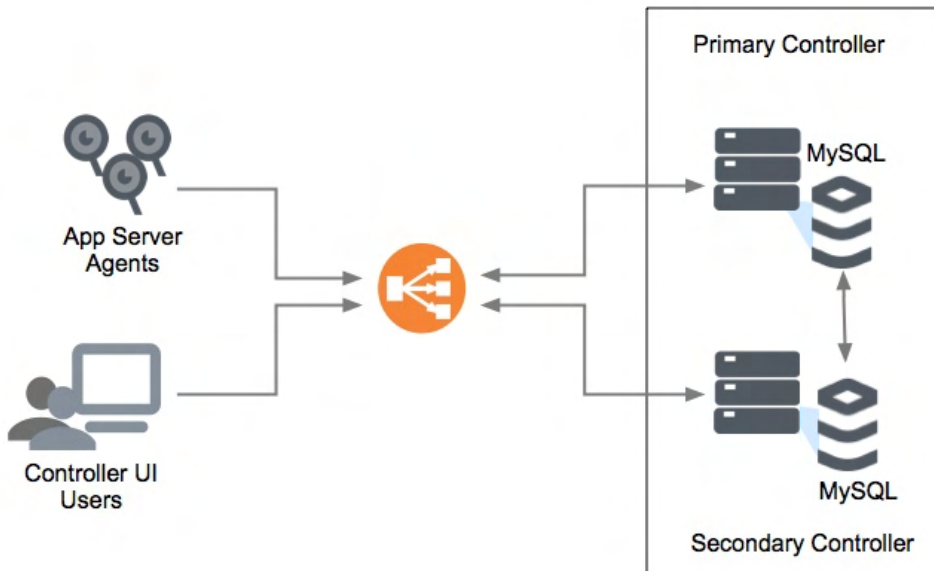 Primary Controller
MySQL
App Server
Agents
Controller UI
Users
MySQL
Secondary Controller